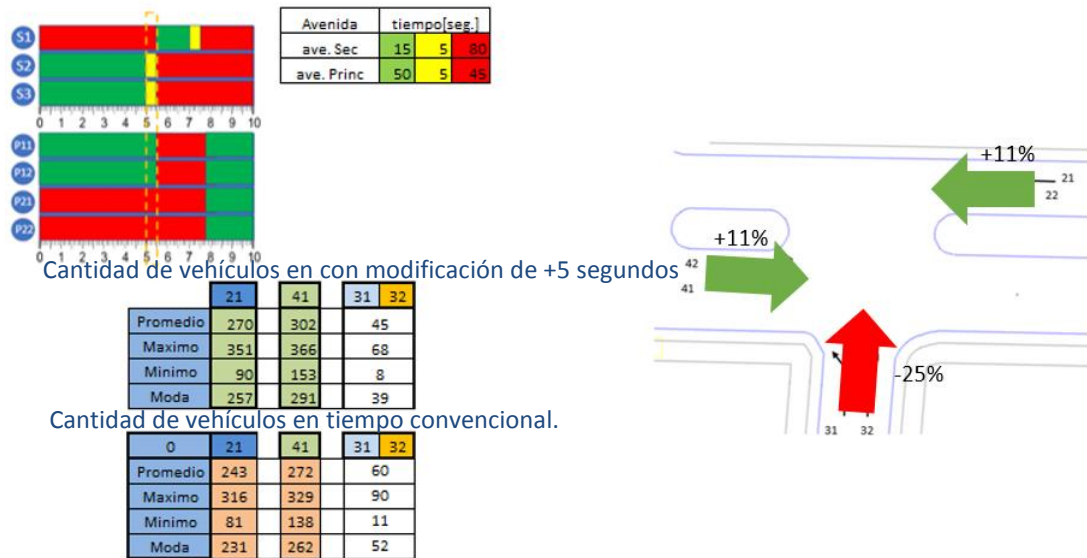 S1
S2
S3
0 1 2 3 4 5 6 7 8 9 10
P11
P12
P21
P22
0 1 2 3 4 5 6 7 8 9 10
Avenida tiempo[seg.]
ave. Sec 15 5 80
ave. Princ 50 5 45
Cantidad de vehículos en con modificación de +5 segundos
21 41 31 32
Promedio 270 302 45
Maximo 351 366 68
Minimo 90 153 8
Moda 257 291 39
Cantidad de vehículos en tiempo convencional.
0 21 41 31 32
Promedio 243 272 60
Maximo 316 329 90
Minimo 81 138 11
Moda 231 262 52
+11%
21
22
+11%
42
41
-25%
31 32